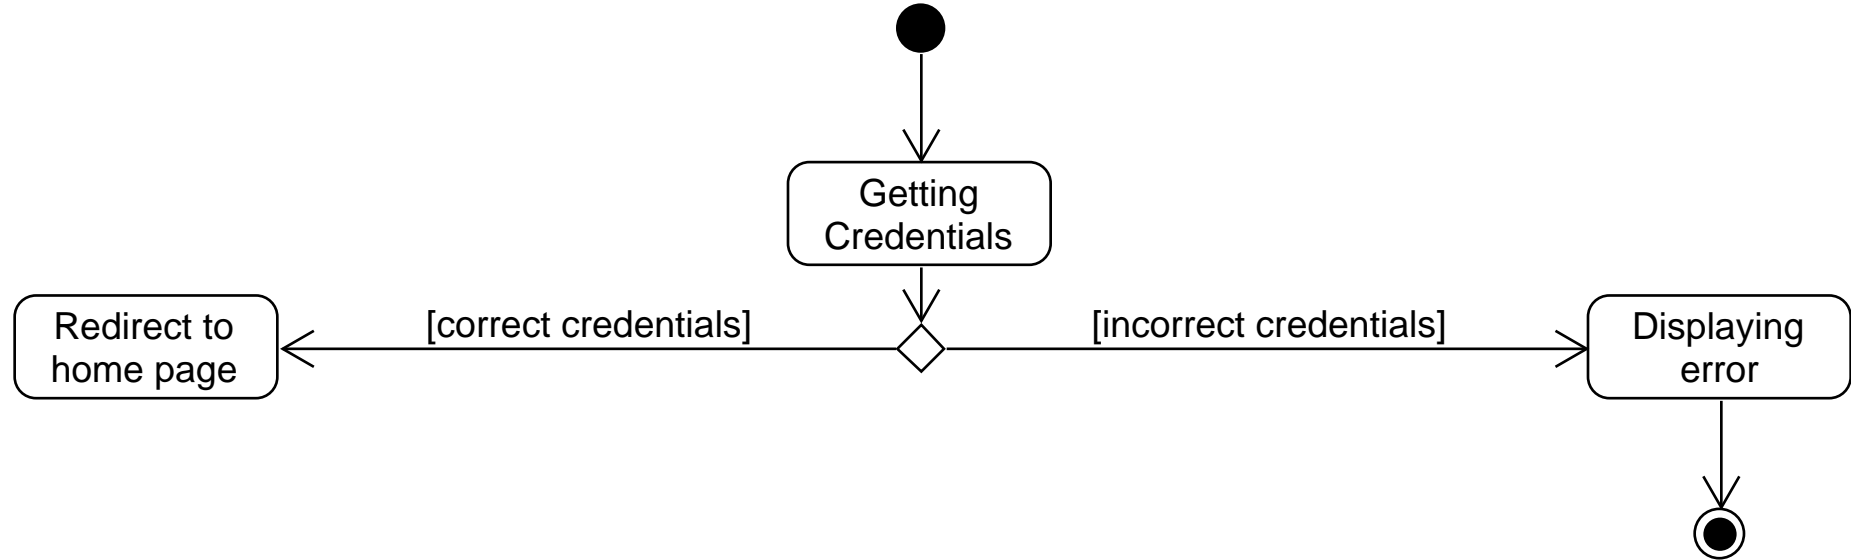 Getting
Credentials
[correct credentials]
[incorrect credentials]
Redirect to
home page
Displaying
error